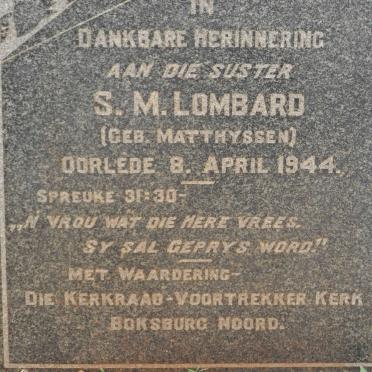 IN
DANKBARE HERINNERING
AAN DIE SUSTER
S. M. LOMBARD
(GEB. MATTHYSSEN)
OORLEDE 8. APRIL 1944.
SPREUKE 31:30-
„'N VROU WAT DIE HERE VREES.
SY SAL GEPRYS WORD."
MET WAARDERING-
DIE KERKRAAD-VOORTREKKER KERK
BOKSBURG NOORD.